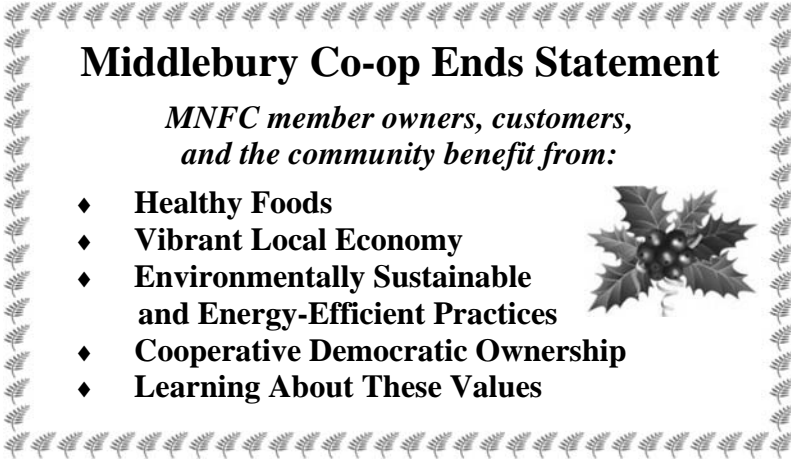 Middlebury Co-op Ends Statement
MNFC member owners, customers,
and the community benefit from:
♦ Healthy Foods
♦ Vibrant Local Economy
♦ Environmentally Sustainable
and Energy-Efficient Practices
♦ Cooperative Democratic Ownership
♦ Learning About These Values